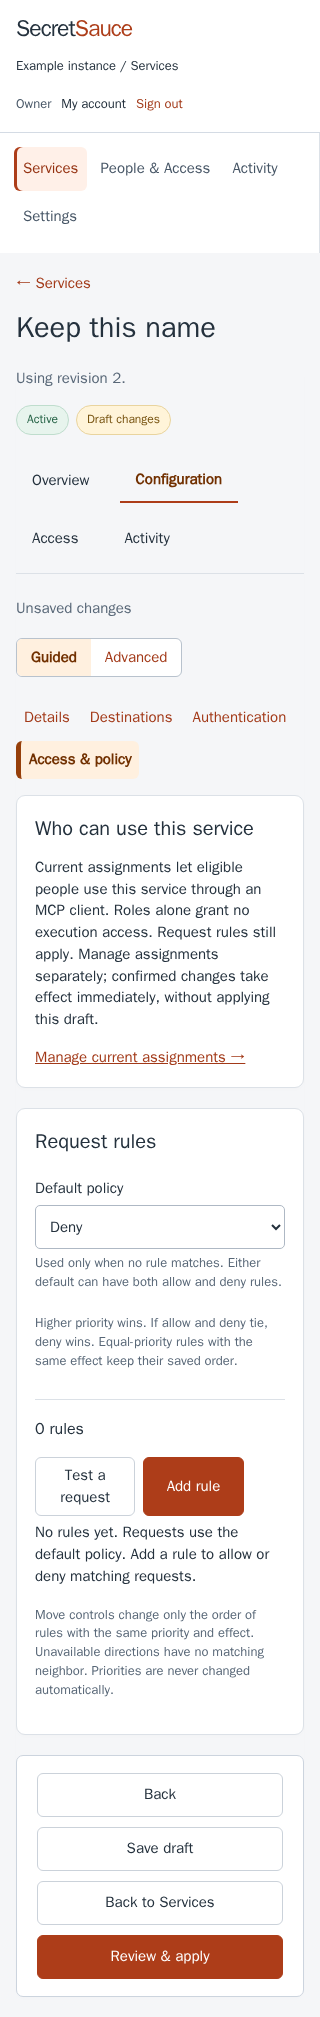 SecretSauce
Example instance / Services
Owner My account Sign out
Services People & Access Activity
Settings
← Services
Keep this name
Using revision 2.
Active Draft changes
Overview Configuration
Access Activity
Unsaved changes
Guided Advanced
Details Destinations Authentication
Access & policy
Who can use this service
Current assignments let eligible
people use this service through an
MCP client. Roles alone grant no
execution access. Request rules still
apply. Manage assignments
separately; confirmed changes take
effect immediately, without applying
this draft.
Manage current assignments →
Request rules
Default policy
Deny
Used only when no rule matches. Either
default can have both allow and deny rules.
Higher priority wins. If allow and deny tie,
deny wins. Equal-priority rules with the
same effect keep their saved order.
0 rules
Test a
request
Add rule
No rules yet. Requests use the
default policy. Add a rule to allow or
deny matching requests.
Move controls change only the order of
rules with the same priority and effect.
Unavailable directions have no matching
neighbor. Priorities are never changed
automatically.
Back
Save draft
Back to Services
Review & apply